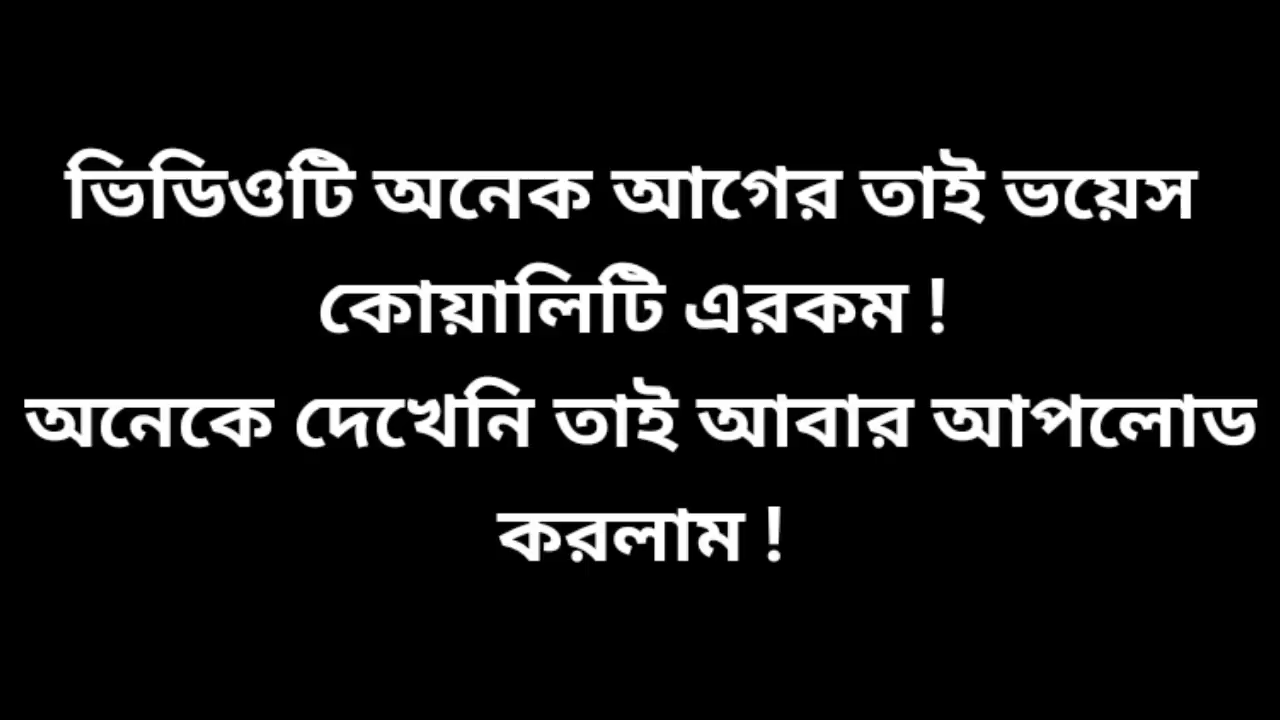 ভিডিওটি অনেক আগের তাই ভয়েস
কোয়ালিটি এরকম !
অনেকে দেখেনি তাই আবার আপলোড
করলাম !